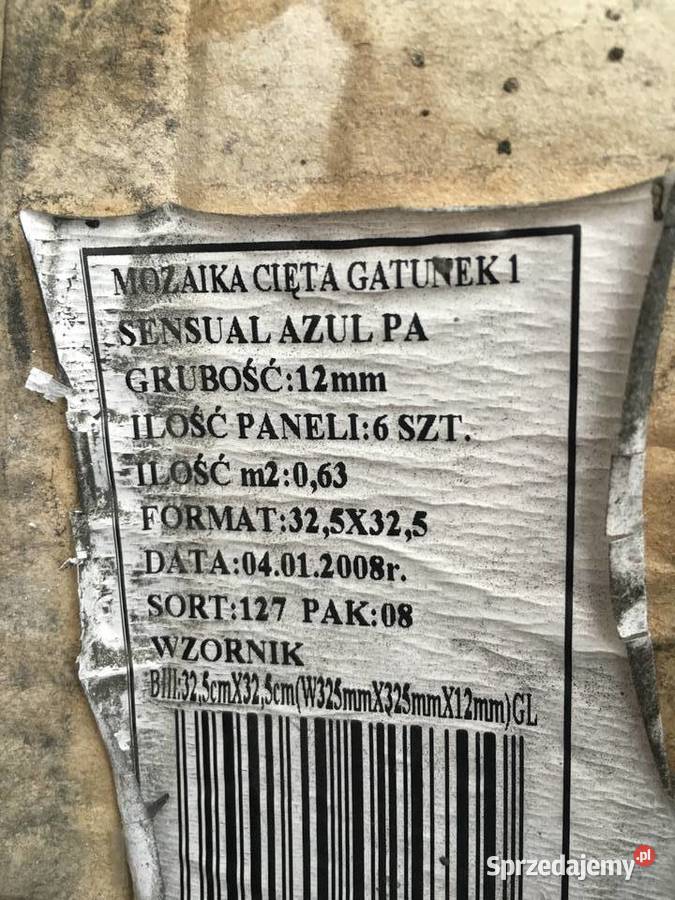 MOZAIKA CIĘTA GATUNEK 1
SENSUAL AZUL PA
GRUBOŚĆ:12mm
ILOŚĆ PANELI:6 SZT.
ILOŚĆ m2:0,63
FORMAT:32,5X32,5
DATA:04.01.2008r.
SORT:127 PAK:08
WZORNIK
BIII:32,5cmX32,5cm(W325mmX325mmX12mm)GL
Sprzedajemy.pl